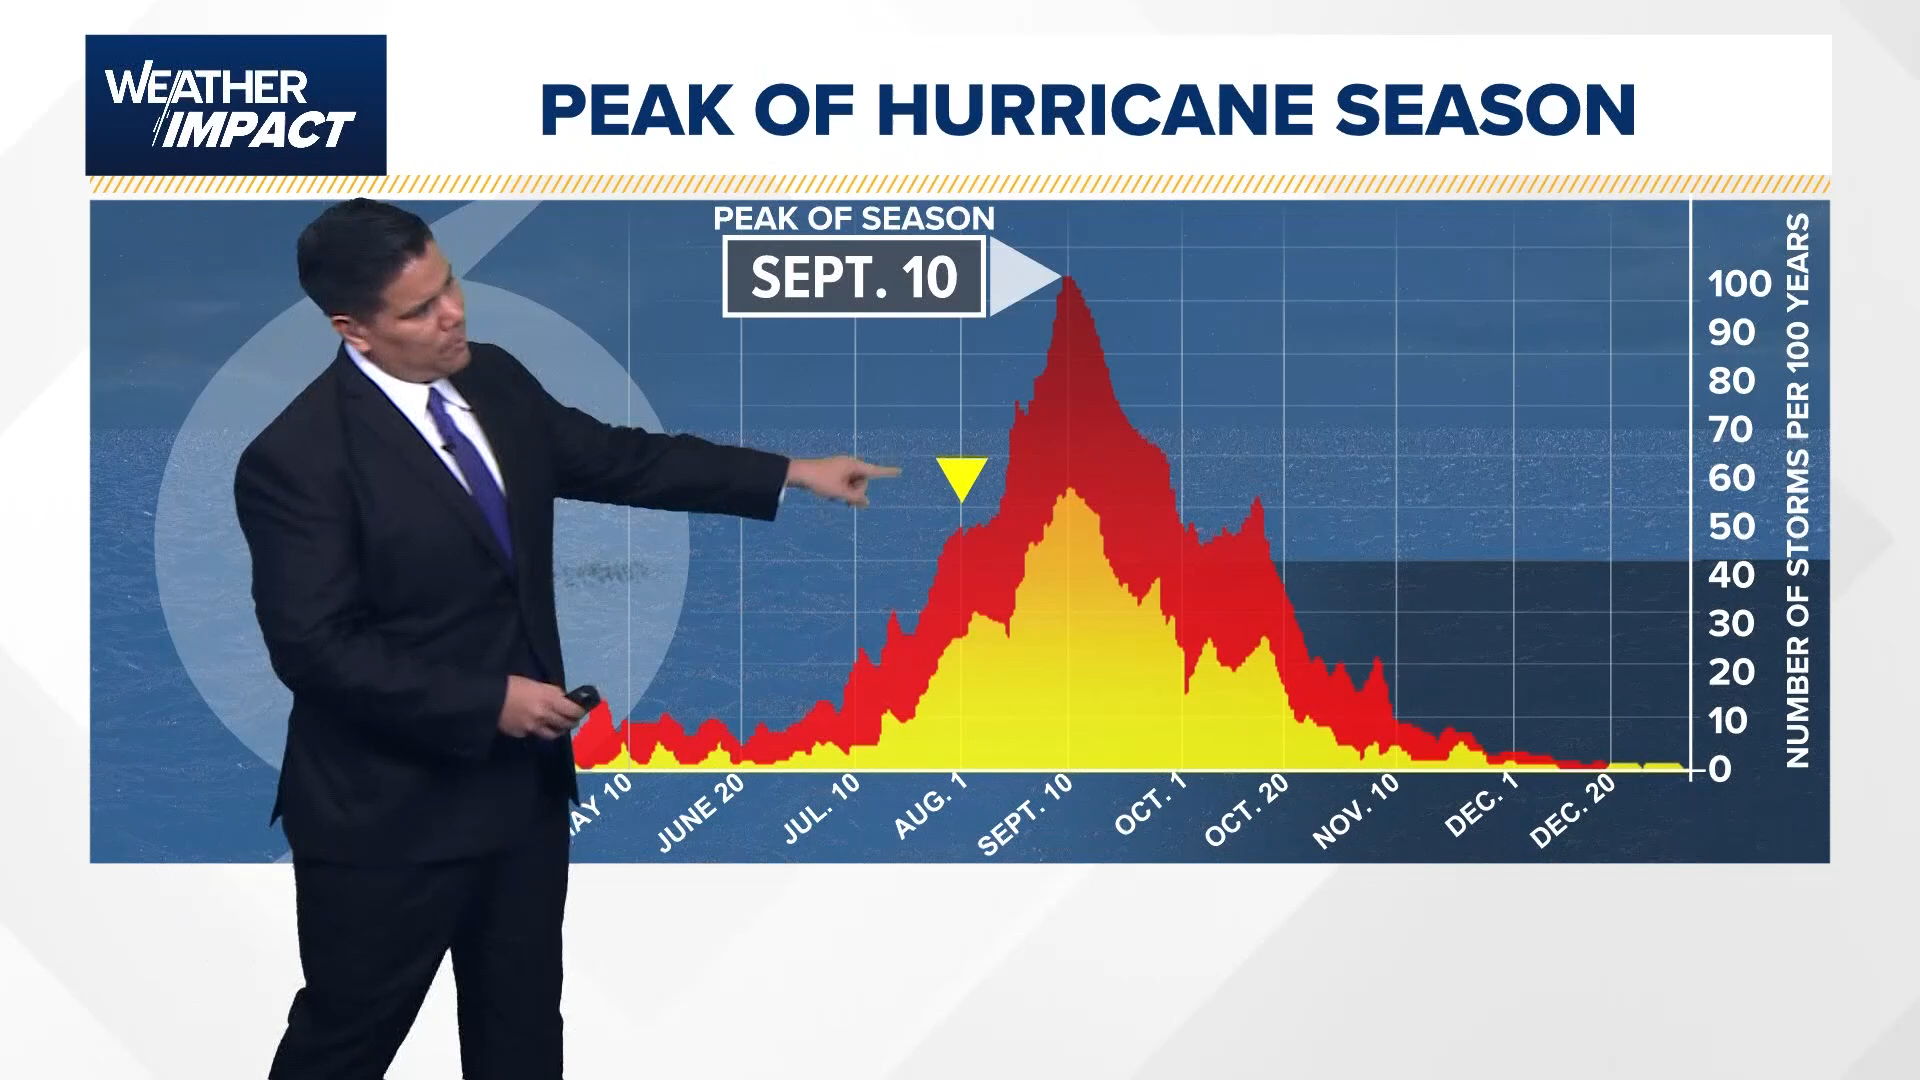 WEATHER
IMPACT
PEAK OF HURRICANE SEASON
PEAK OF SEASON
SEPT. 10
100
90
80
70
60
50
40
30
20
10
0
NUMBER OF STORMS PER 100 YEARS
AY 10
JUNE 20
JUL. 10
AUG. 1
SEPT. 10
OCT. 1
OCT. 20
NOV. 10
DEC. 1
DEC. 20